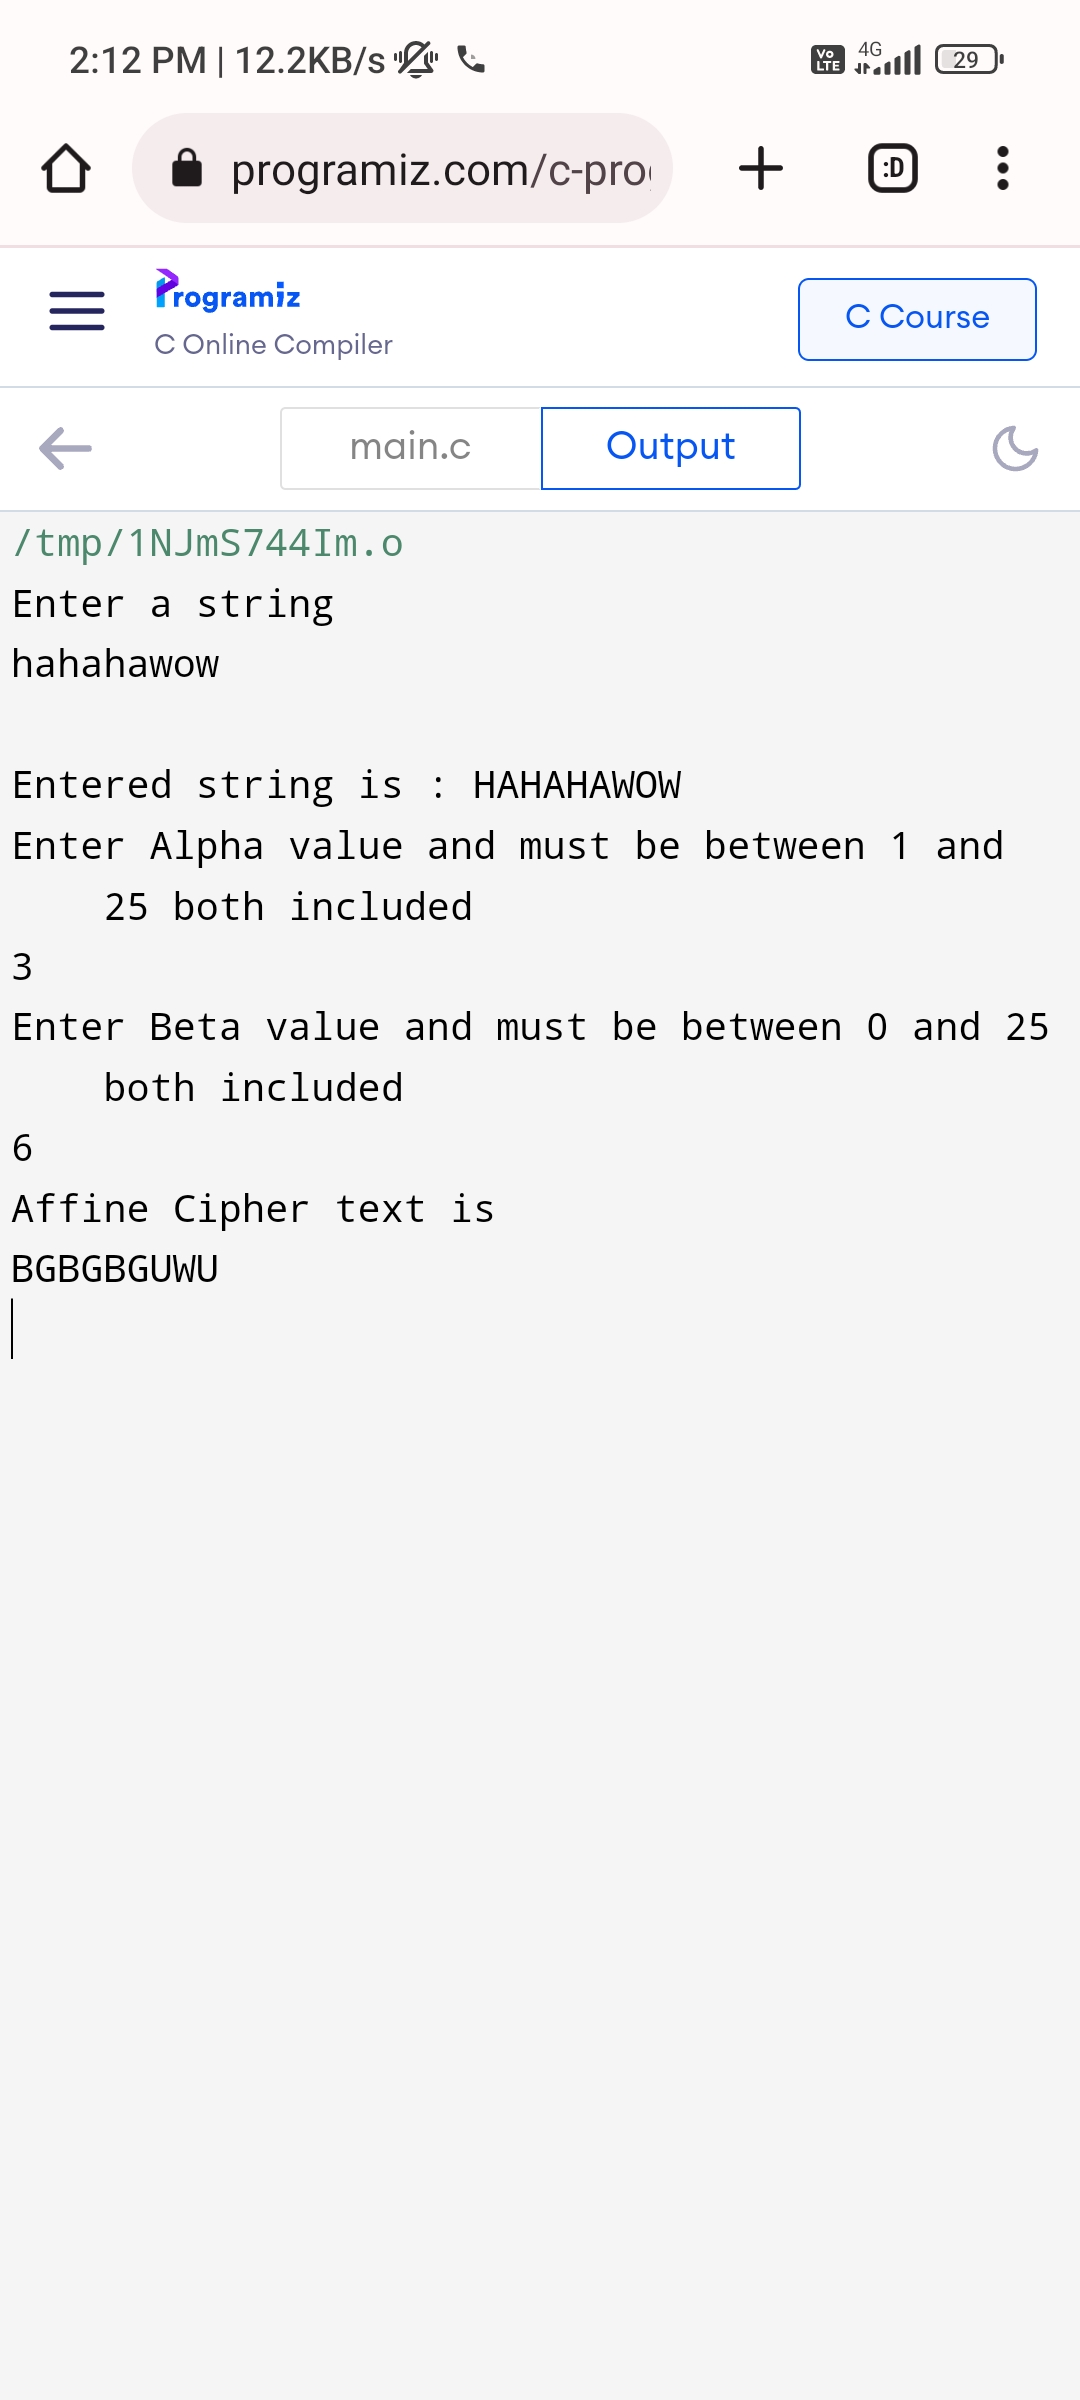 2:12 PM | 12.2KB/s
Vo LTE 4G 29
programiz.com/c-pro
:D
Programiz
C Online Compiler
C Course
main.c
Output
/tmp/1NJmS744Im.o
Enter a string
hahahawow
Entered string is : HAHAHAWOW
Enter Alpha value and must be between 1 and
25 both included
3
Enter Beta value and must be between 0 and 25
both included
6
Affine Cipher text is
BGBGBGUWU